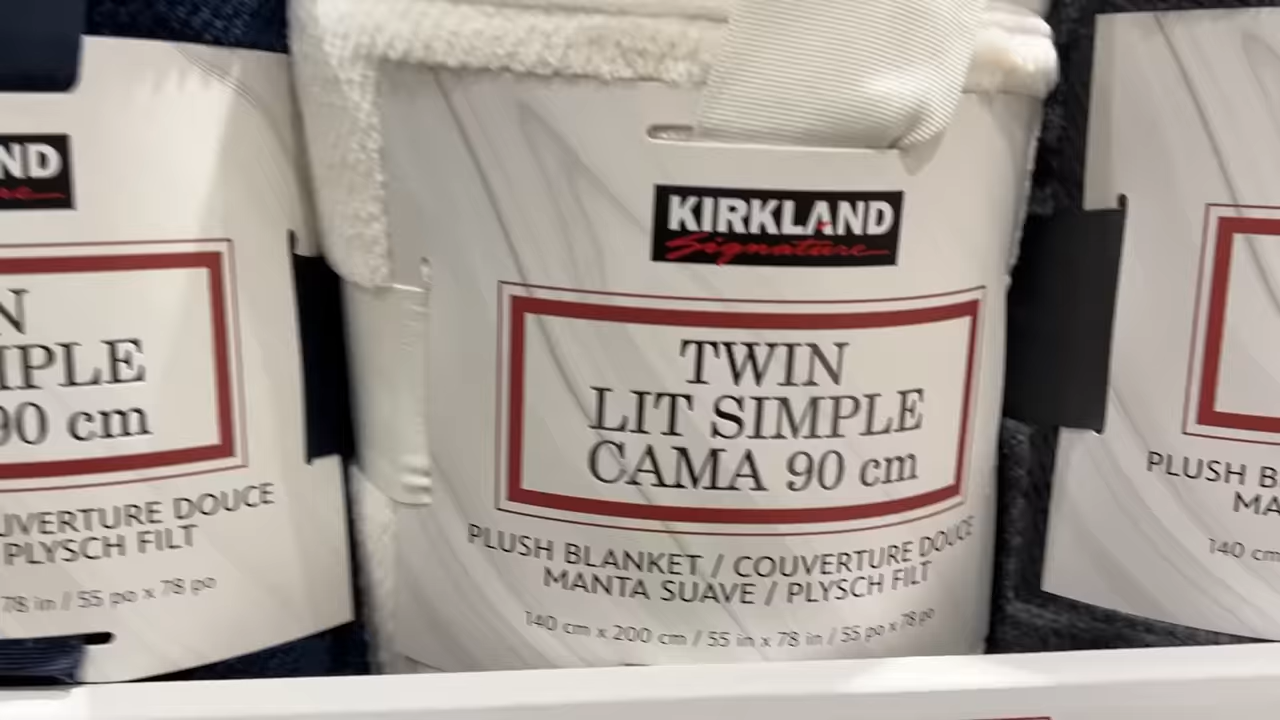 ND
N
IPLE
90 cm
UVERTURE DOUCE
PLYSCH FILT
78 in / 55 po x 78 po
KIRKLAND
Signature
TWIN
LIT SIMPLE
CAMA 90 cm
PLUSH BLANKET / COUVERTURE DOUCE
MANTA SUAVE / PLYSCH FILT
140 cm x 200 cm / 55 in x 78 in / 55 po x 78 po
PLUSH B
MA
140 cm